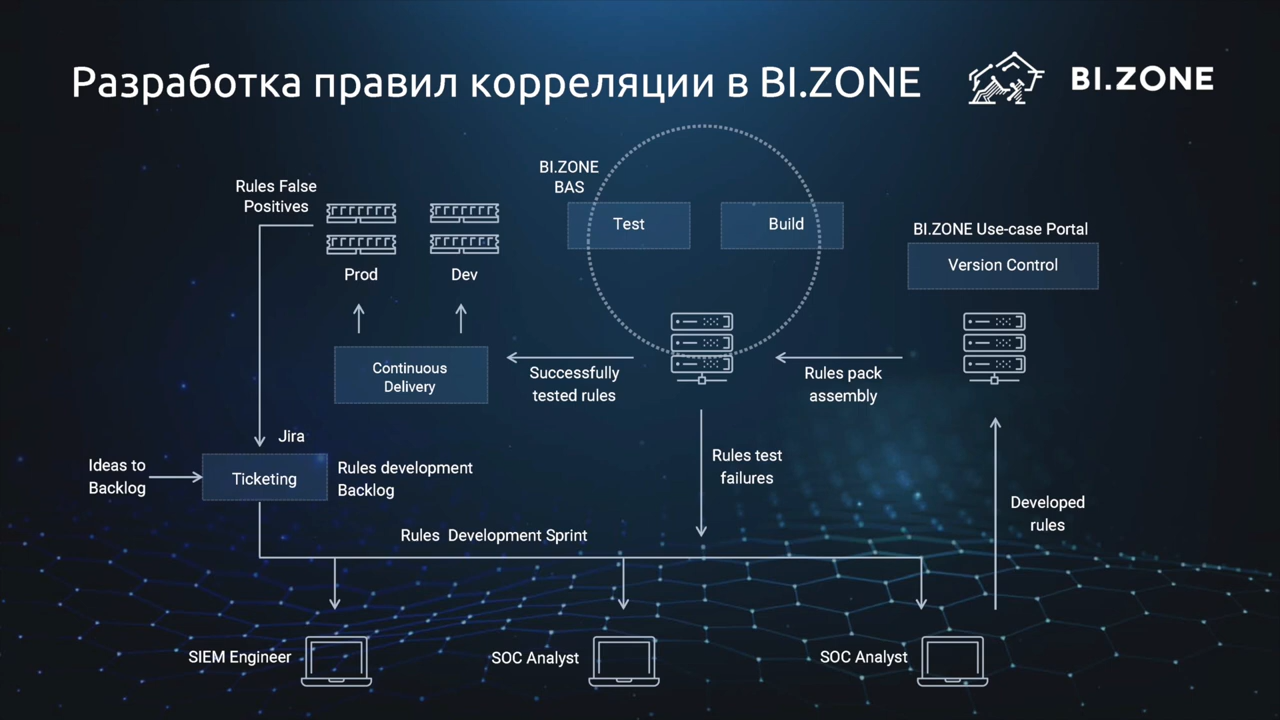 Разработка правил корреляции в BI.ZONE
BI.ZONE
Rules False
Positives
Prod
Dev
BI.ZONE
BAS
Test
Build
BI.ZONE Use-case Portal
Version Control
Continuous
Delivery
Successfully
tested rules
Rules pack
assembly
Jira
Ideas to
Backlog
Ticketing
Rules development
Backlog
Rules test
failures
Developed
rules
Rules Development Sprint
SIEM Engineer
SOC Analyst
SOC Analyst